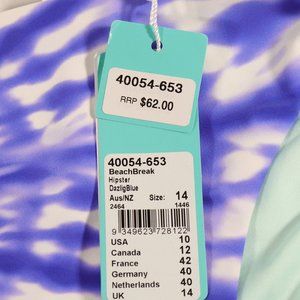 40054-653
RRP $62.00
40054-653
BeachBreak
Hipster
DazligBlue
Aus/NZ Size: 14
2464 1446
9 349623 728122
USA 10
Canada 12
France 42
Germany 40
Netherlands 40
UK 14